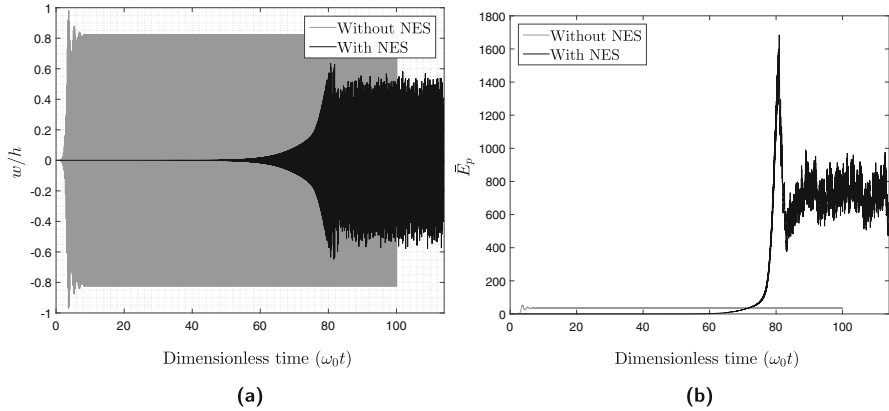 1
0.8
0.6
0.4
0.2
0
-0.2
-0.4
-0.6
-0.8
-1
w/h
Without NES
With NES
0 20 40 60 80 100
Dimensionless time (ω₀t)
(a)
1800
1600
1400
1200
1000
800
600
400
200
0
Ēₚ
Without NES
With NES
0 20 40 60 80 100
Dimensionless time (ω₀t)
(b)